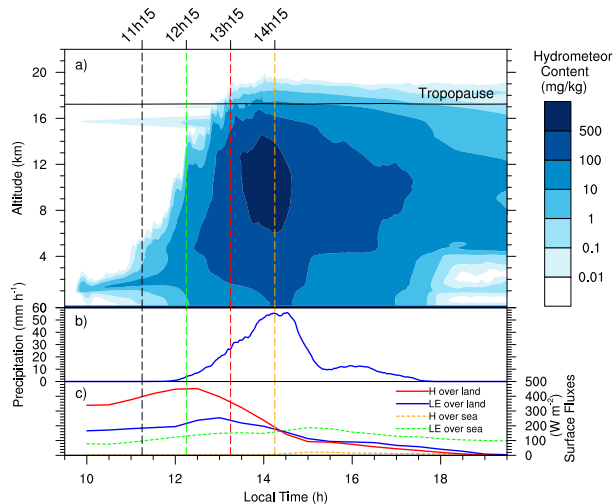 11h15 12h15 13h15 14h15
Hydrometeor
Content
(mg/kg)
a)
Tropopause
20
16
12
8
4
Altitude (km)
500
100
10
1
0.1
0.01
b)
60
50
40
30
20
10
0
Precipitation (mm h⁻¹)
c)
H over land
LE over land
H over sea
LE over sea
500
400
300
200
100
0
Surface Fluxes
(W m⁻²)
10 12 14 16 18
Local Time (h)